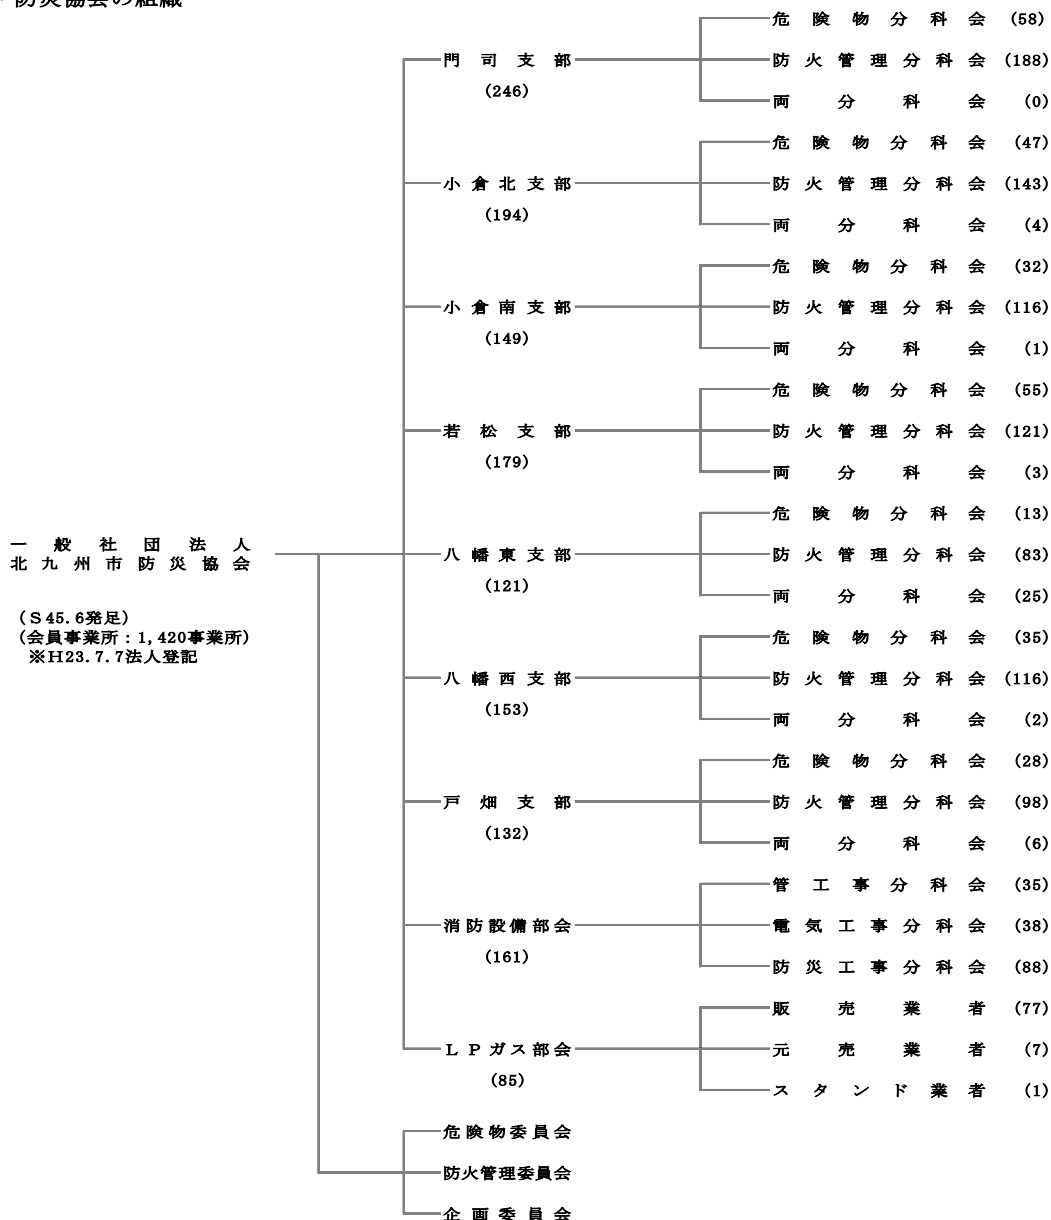 防災協会の組織
一般社団法人
北九州市防災協会
(S45.6発足)
(会員事業所：1,420事業所)
※H23.7.7法人登記
門司支部
(246)
危険物分科会 (58)
防火管理分科会 (188)
両分科会 (0)
小倉北支部
(194)
危険物分科会 (47)
防火管理分科会 (143)
両分科会 (4)
小倉南支部
(149)
危険物分科会 (32)
防火管理分科会 (116)
両分科会 (1)
若松支部
(179)
危険物分科会 (55)
防火管理分科会 (121)
両分科会 (3)
八幡東支部
(121)
危険物分科会 (13)
防火管理分科会 (83)
両分科会 (25)
八幡西支部
(153)
危険物分科会 (35)
防火管理分科会 (116)
両分科会 (2)
戸畑支部
(132)
危険物分科会 (28)
防火管理分科会 (98)
両分科会 (6)
消防設備部会
(161)
管工事分科会 (35)
電気工事分科会 (38)
防災工事分科会 (88)
ＬＰガス部会
(85)
販売業者 (77)
元売業者 (7)
スタンド業者 (1)
危険物委員会
防火管理委員会
企画委員会